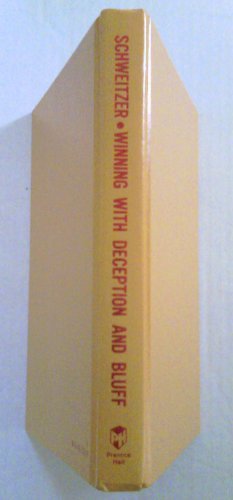 SCHWEITZER • WINNING WITH DECEPTION AND BLUFF
Prentice
Hall